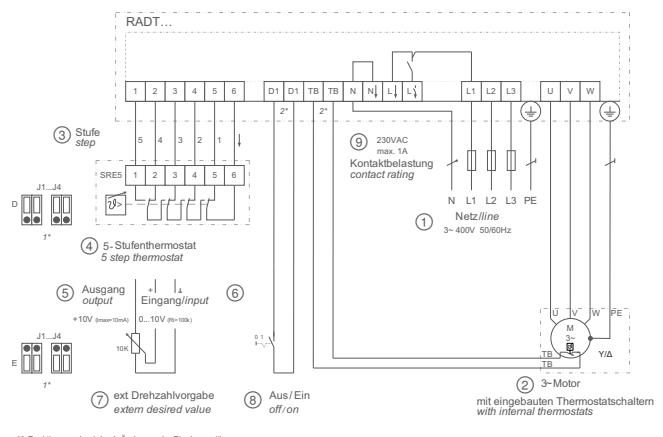 RADT...
1 2 3 4 5 6 D1 D1 TB TB N N L L L1 L2 L3 U V W
2* 2*
3 Stufe
step
5 4 3 2 1
9 230VAC
max. 1A
Kontaktbelastung
contact rating
SRE5 1 2 3 4 5 6
N L1 L2 L3 PE
1 Netz/line
3~ 400V 50/60Hz
J1...J4
D
1*
4 5-Stufenthermostat
5 step thermostat
5 Ausgang
output
+ ⊥
Eingang/input
6
+10V (Imax=10mA) 0...10V (Ri=100k)
10K
0 1
J1...J4
E
1*
U V W PE
M
3~
Y/Δ
TB
TB
7 ext Drehzahlvorgabe
extern desired value
8 Aus/Ein
off/on
2 3~Motor
mit eingebauten Thermostatschaltern
with internal thermostats